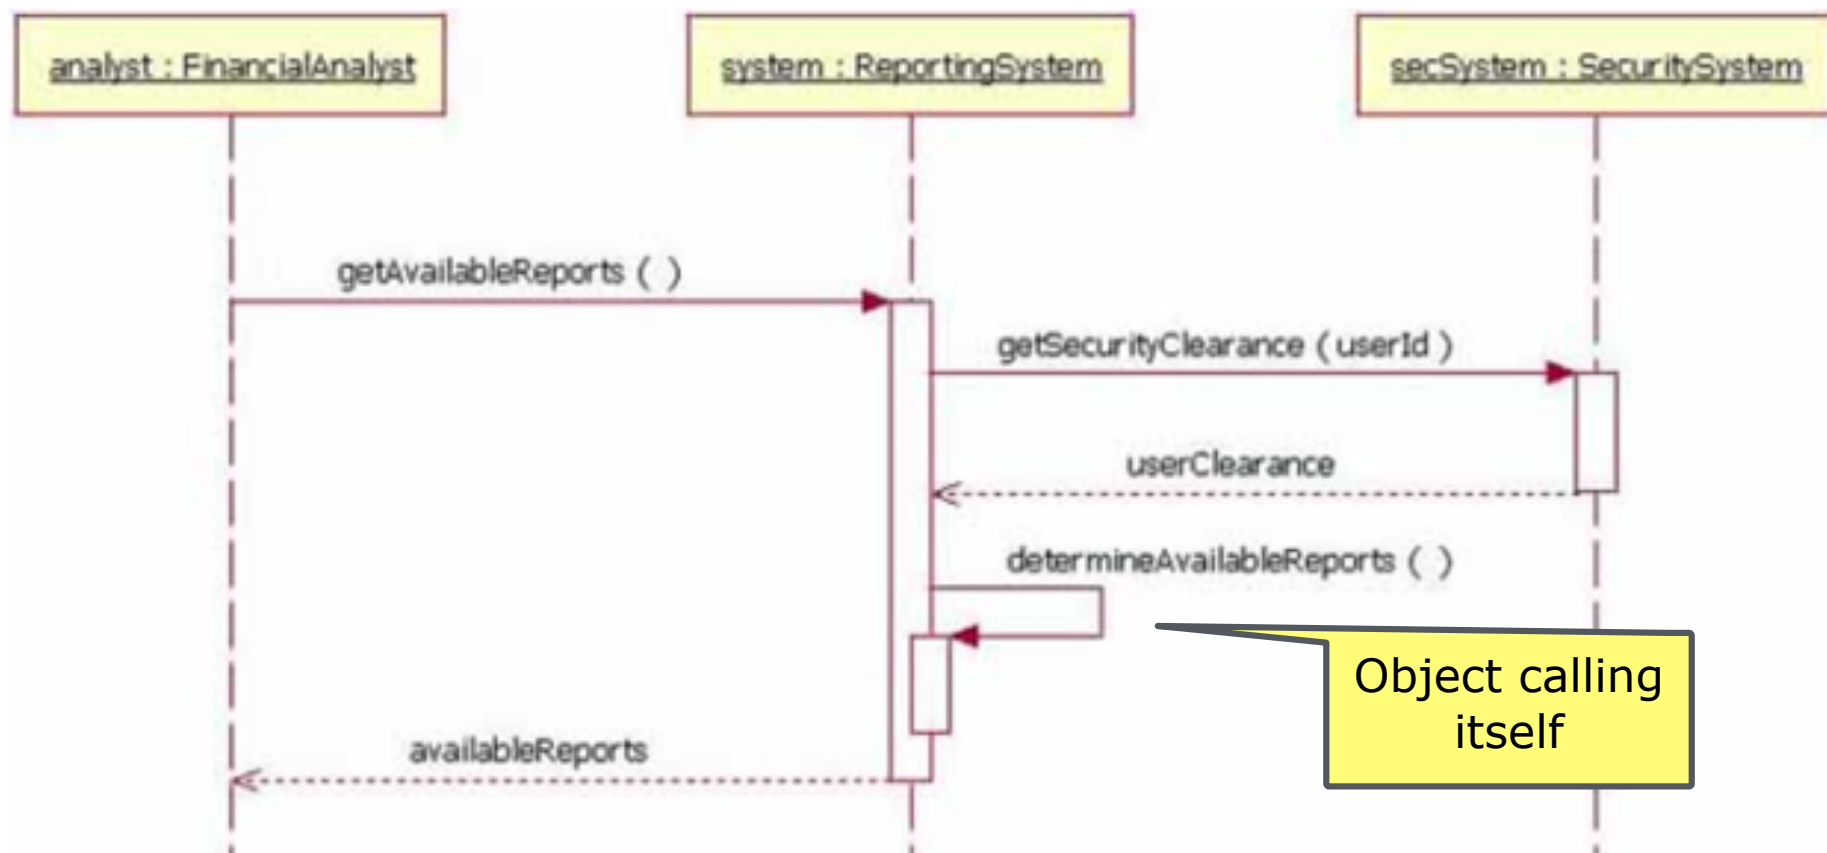 analyst : FinancialAnalyst
system : ReportingSystem
secSystem : SecuritySystem
getAvailableReports ( )
getSecurityClearance ( userId )
userClearance
determineAvailableReports ( )
Object calling
itself
availableReports